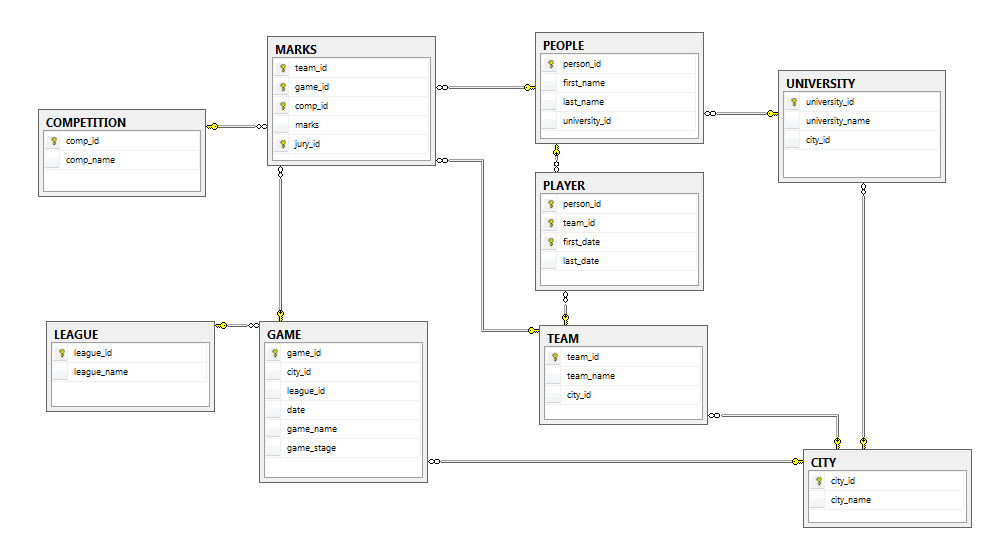 MARKS
team_id
game_id
comp_id
marks
jury_id
PEOPLE
person_id
first_name
last_name
university_id
UNIVERSITY
university_id
university_name
city_id
COMPETITION
comp_id
comp_name
PLAYER
person_id
team_id
first_date
last_date
LEAGUE
league_id
league_name
GAME
game_id
city_id
league_id
date
game_name
game_stage
TEAM
team_id
team_name
city_id
CITY
city_id
city_name